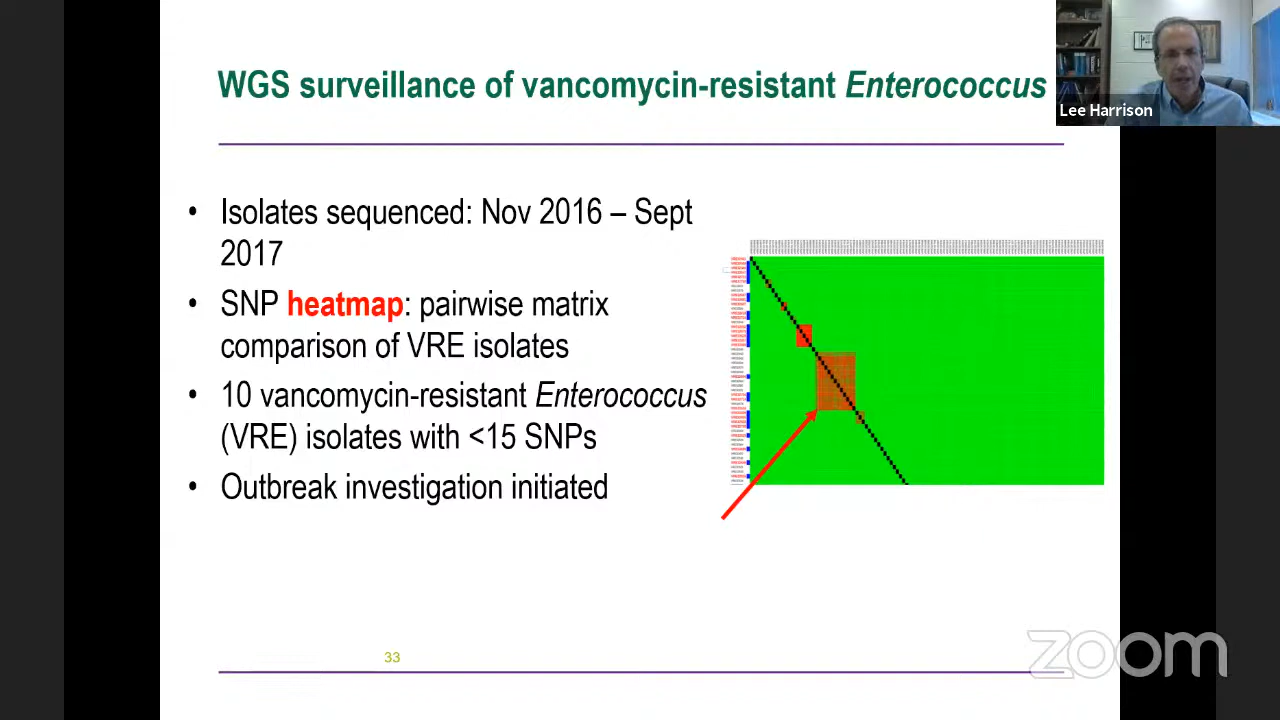 WGS surveillance of vancomycin-resistant Enterococcus
Lee Harrison
• Isolates sequenced: Nov 2016 – Sept
2017
• SNP heatmap: pairwise matrix
comparison of VRE isolates
• 10 vancomycin-resistant Enterococcus
(VRE) isolates with <15 SNPs
• Outbreak investigation initiated
33
zoom